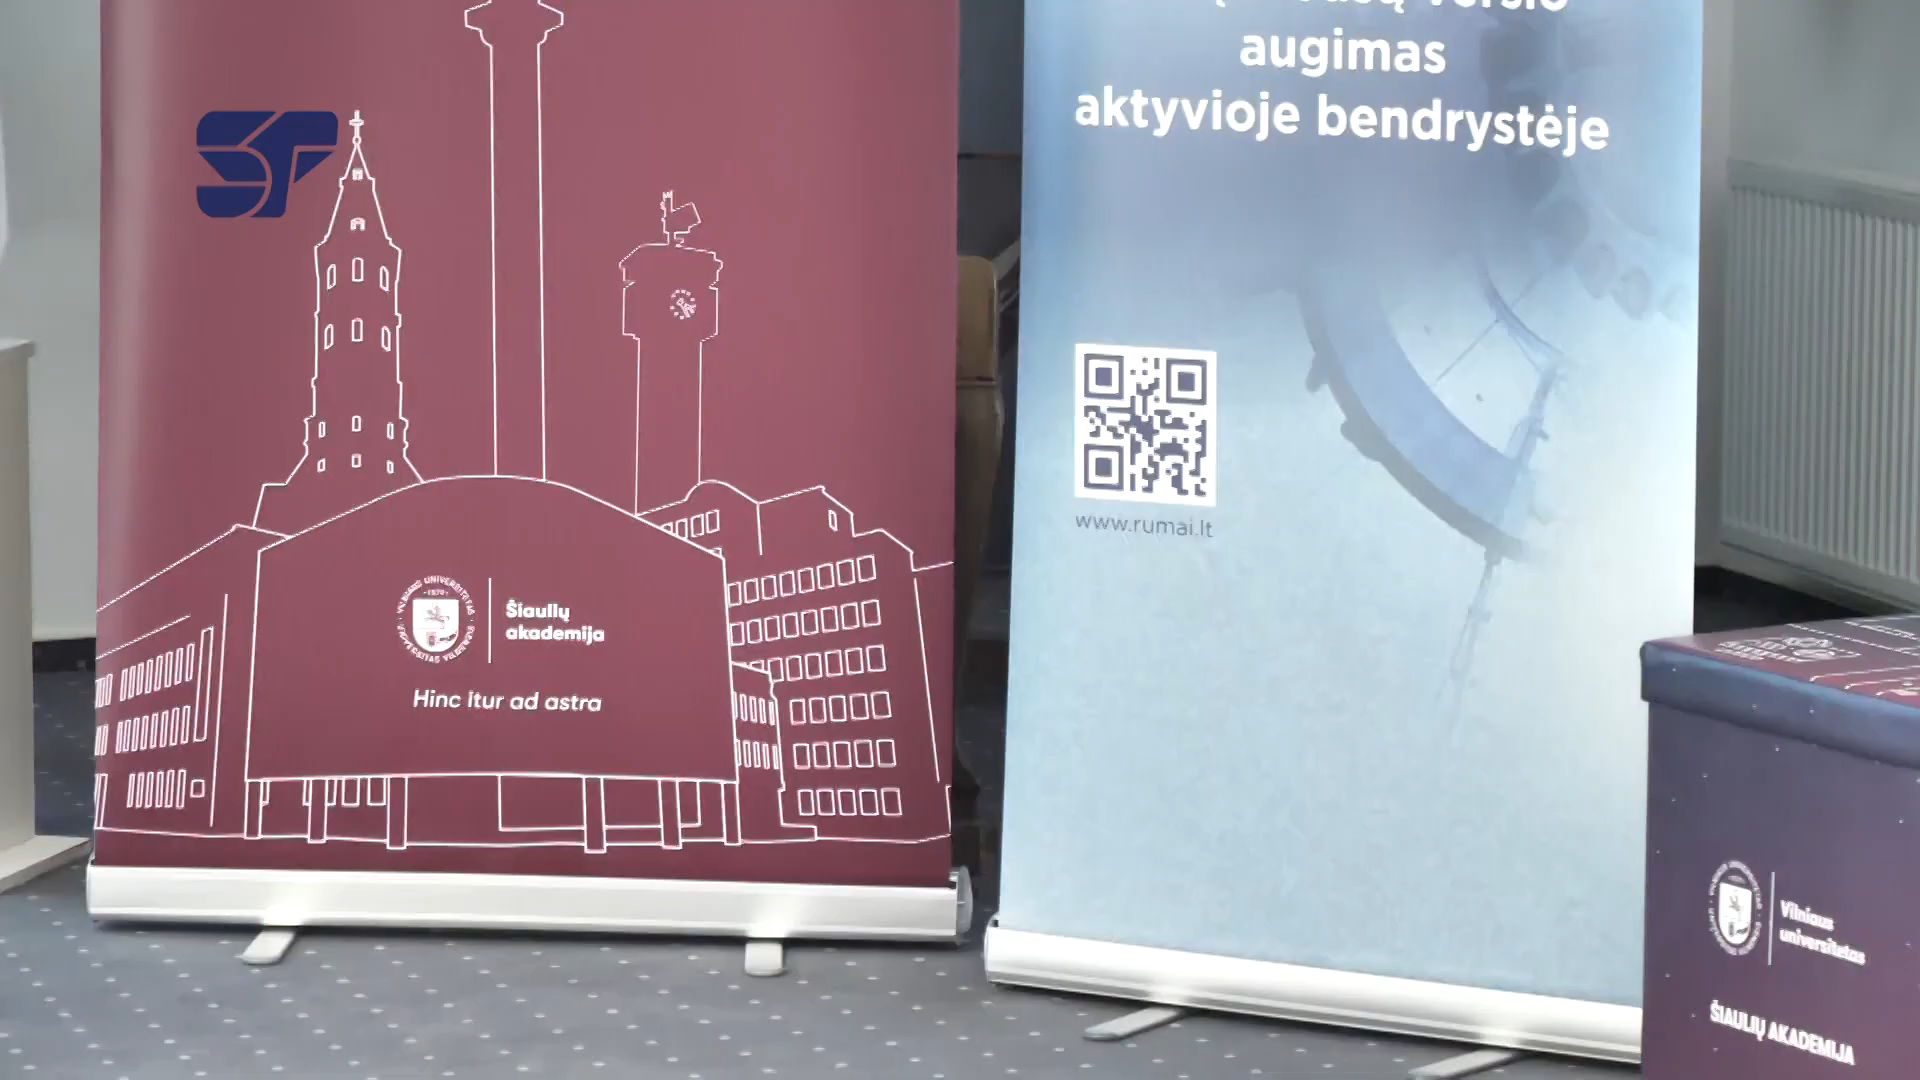 augimas
aktyvioje bendrystėje
www.rumai.lt
Šiaulių
akademija
Hinc itur ad astra
Vilniaus
universitetas
ŠIAULIŲ AKADEMIJA